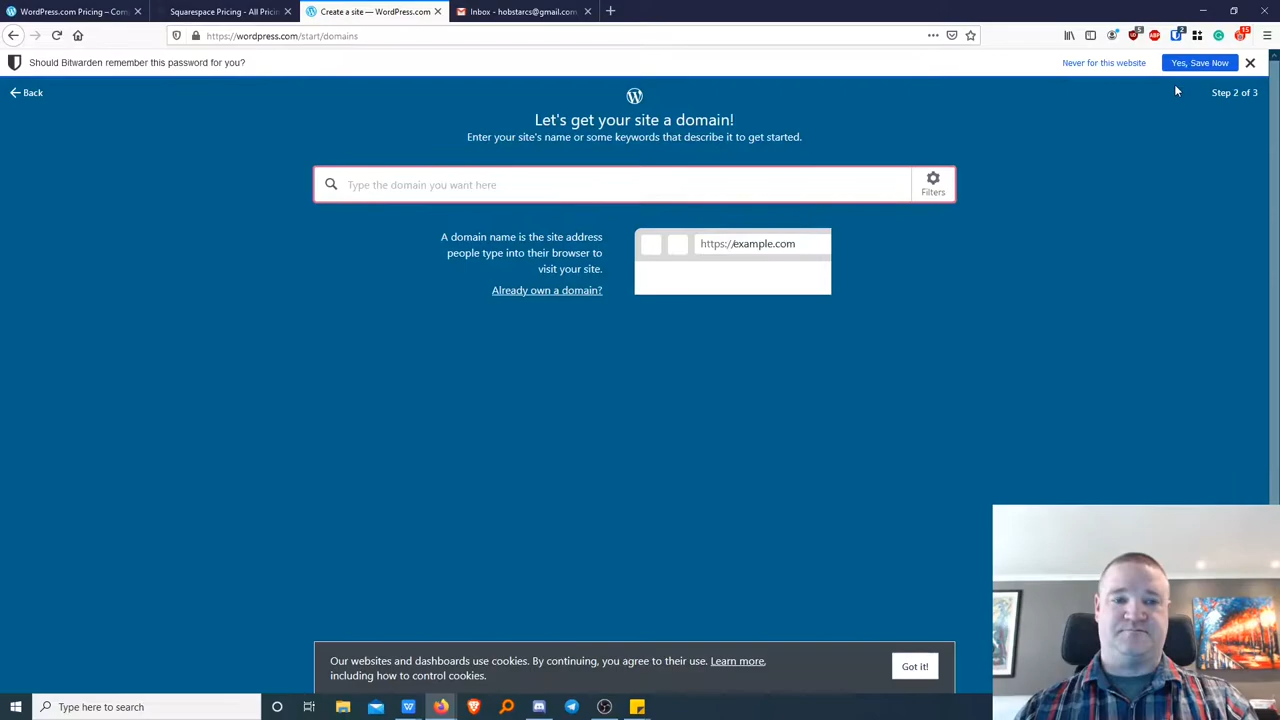 WordPress.com Pricing – Com
Squarespace Pricing - All Pricin
Create a site — WordPress.com
Inbox - hobstarcs@gmail.com
https://wordpress.com/start/domains
5
2
15
Should Bitwarden remember this password for you?
Never for this website
Yes, Save Now
Back
Step 2 of 3
Let's get your site a domain!
Enter your site's name or some keywords that describe it to get started.
Type the domain you want here
Filters
A domain name is the site address
people type into their browser to
visit your site.
Already own a domain?
https://example.com
Our websites and dashboards use cookies. By continuing, you agree to their use. Learn more,
including how to control cookies.
Got it!
Type here to search